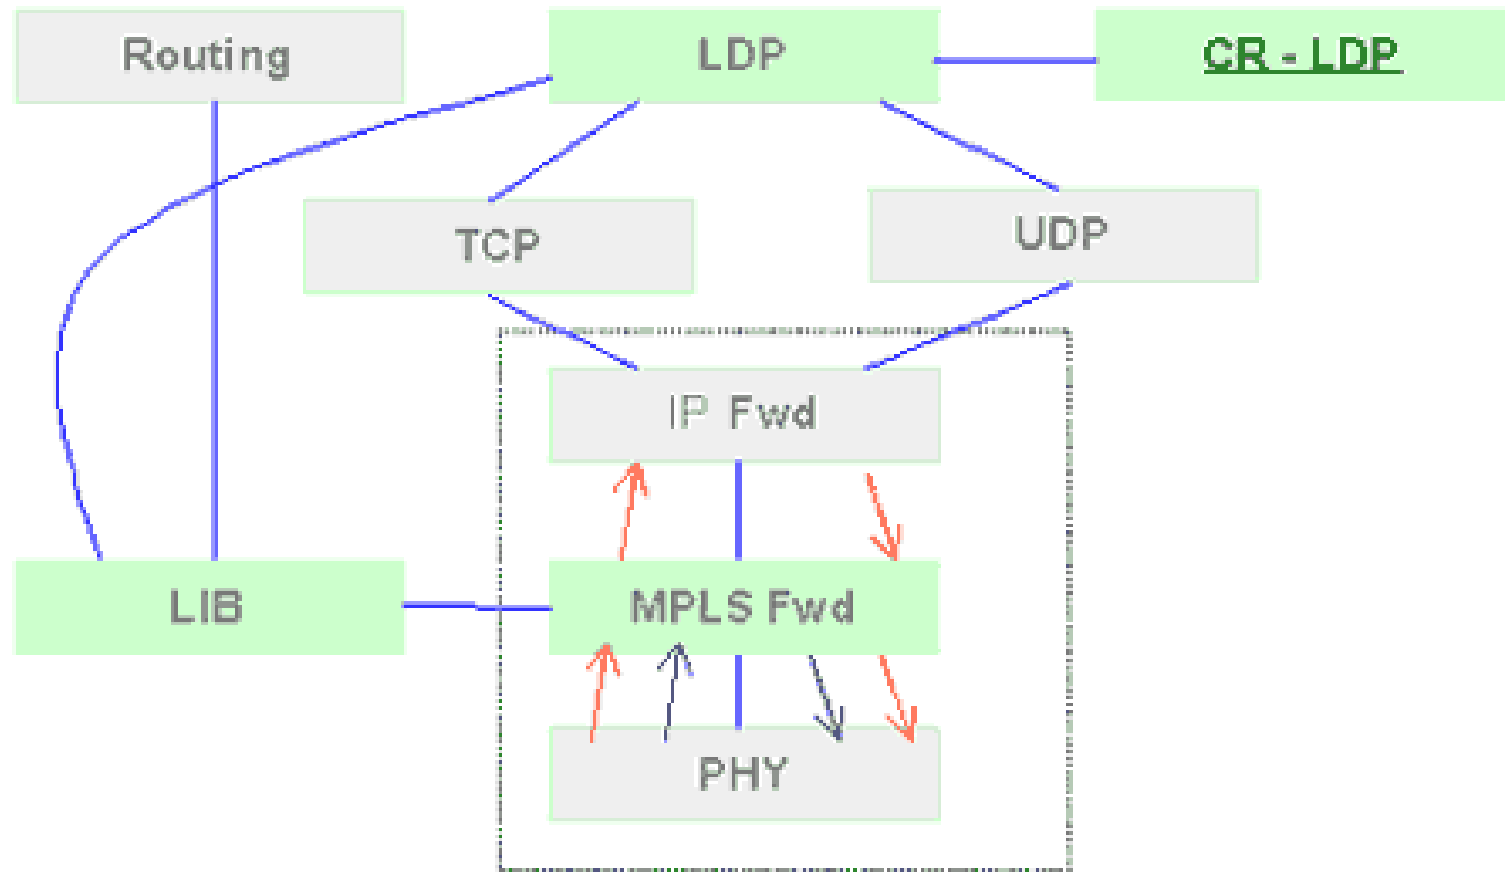 Routing
LDP
CR - LDP
TCP
UDP
IP Fwd
LIB
MPLS Fwd
PHY